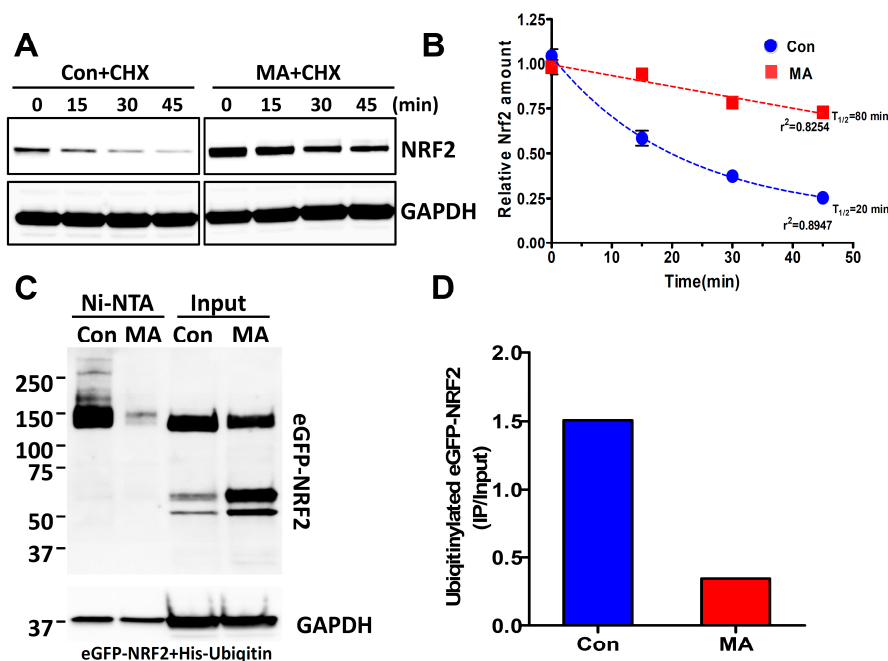 A
Con+CHX MA+CHX
0 15 30 45 0 15 30 45 (min)
NRF2
GAPDH
B
Relative Nrf2 amount
1.25
1.00
0.75
0.50
0.25
0.00
0 10 20 30 40 50
Time(min)
Con
MA
T1/2=80 min
r2=0.8254
T1/2=20 min
r2=0.8947
C
Ni-NTA Input
Con MA Con MA
250
150
100
75
50
37
eGFP-NRF2
37
GAPDH
eGFP-NRF2+His-Ubiqitin
D
Ubiqitinylated eGFP-NRF2
(IP/Input)
2.0
1.5
1.0
0.5
0.0
Con MA